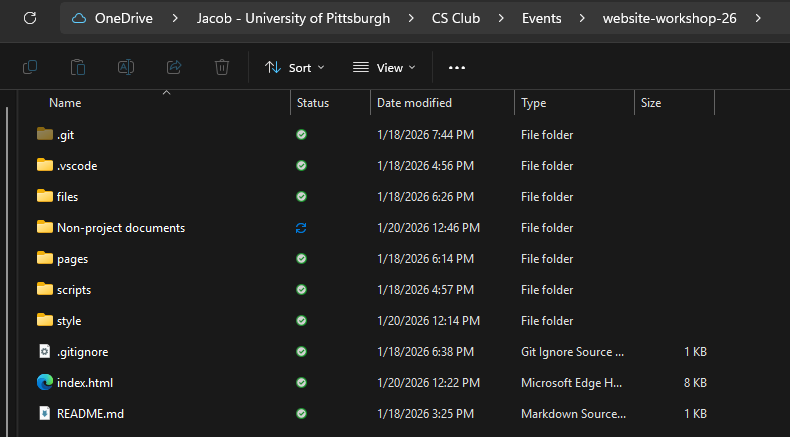 OneDrive > Jacob - University of Pittsburgh > CS Club > Events > website-workshop-26 >
Sort View
Name Status Date modified Type Size
.git 1/18/2026 7:44 PM File folder
.vscode 1/18/2026 4:56 PM File folder
files 1/18/2026 6:26 PM File folder
Non-project documents 1/20/2026 12:46 PM File folder
pages 1/18/2026 6:14 PM File folder
scripts 1/18/2026 4:57 PM File folder
style 1/20/2026 12:14 PM File folder
.gitignore 1/18/2026 6:38 PM Git Ignore Source ... 1 KB
index.html 1/20/2026 12:22 PM Microsoft Edge H... 8 KB
README.md 1/18/2026 3:25 PM Markdown Source... 1 KB